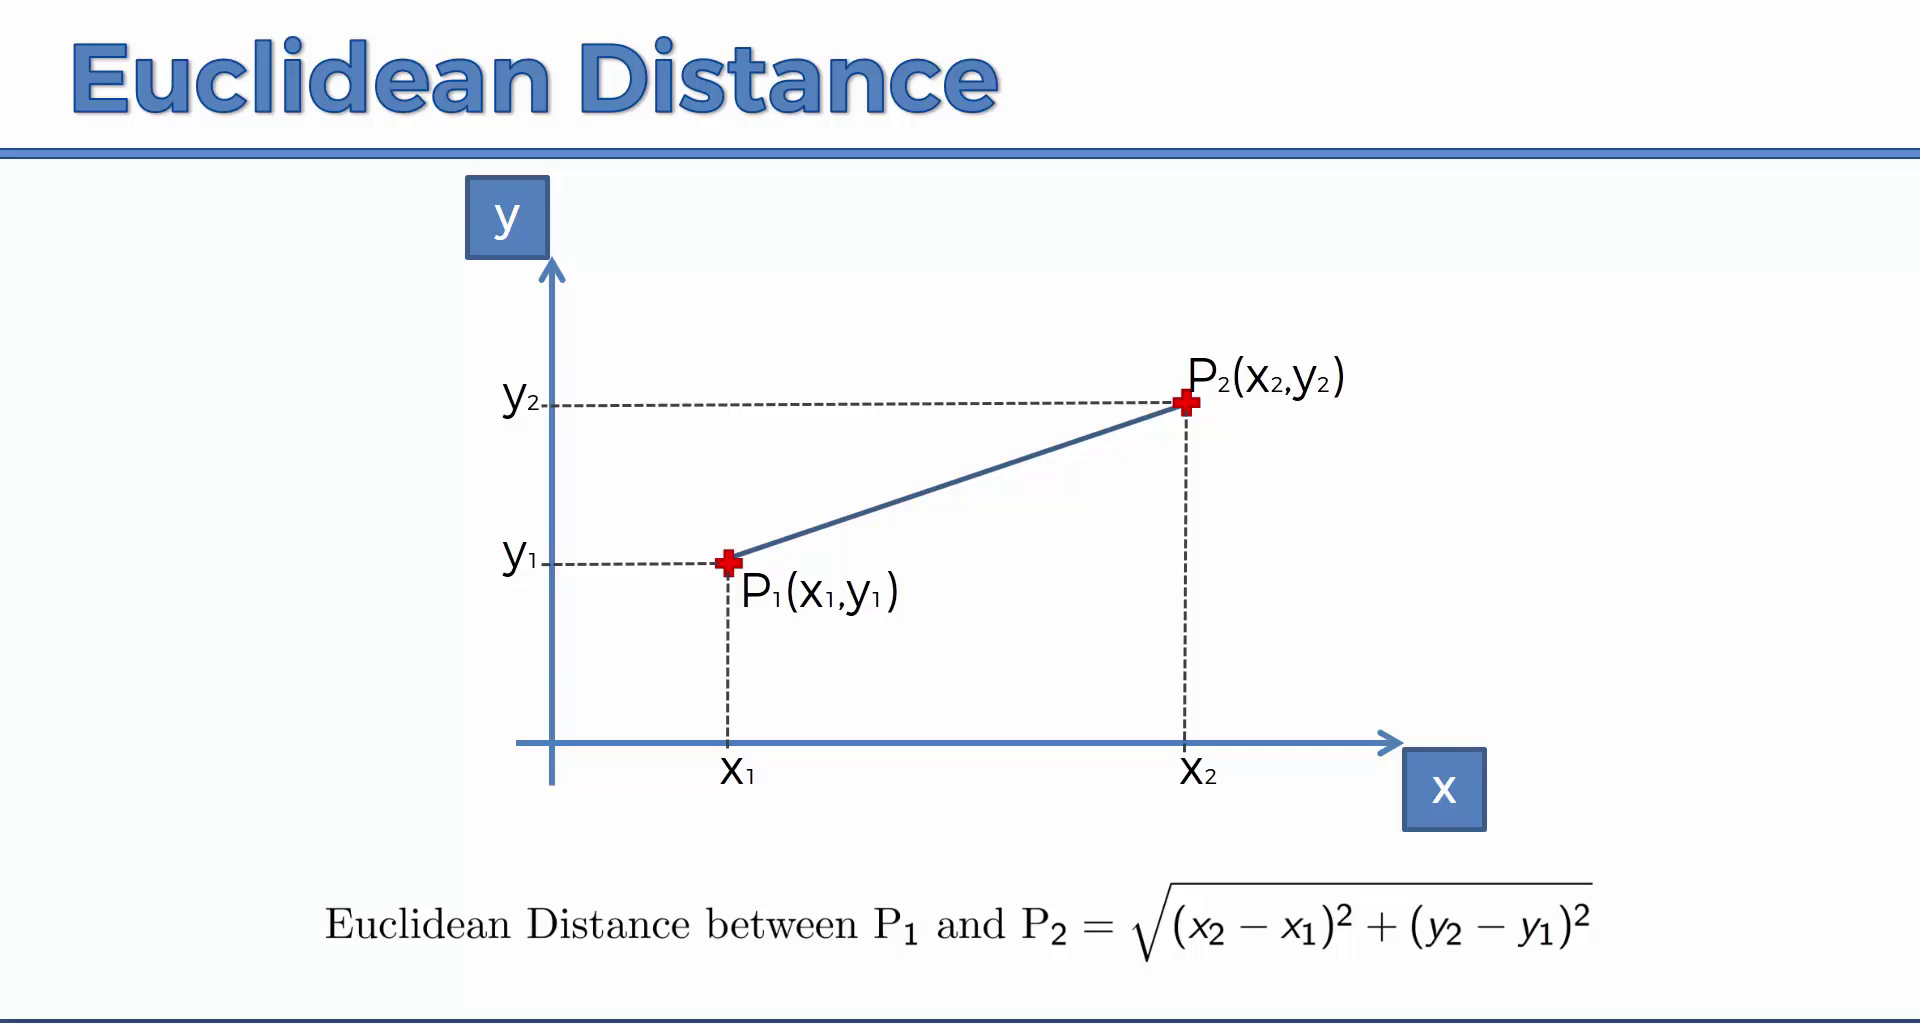 Euclidean Distance
y
y₂
P₂(x₂,y₂)
y₁
P₁(x₁,y₁)
x₁
x₂
x
Euclidean Distance between P₁ and P₂ = √(x₂ − x₁)² + (y₂ − y₁)²